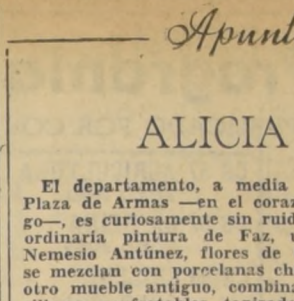 Apunt
ALICIA
El departamento, a media
Plaza de Armas —en el coraz
go—, es curiosamente sin ruid
ordinaria pintura de Faz, u
Nemesio Antúnez, flores de
se mezclan con porcelanas ch
otro mueble antiguo, combina